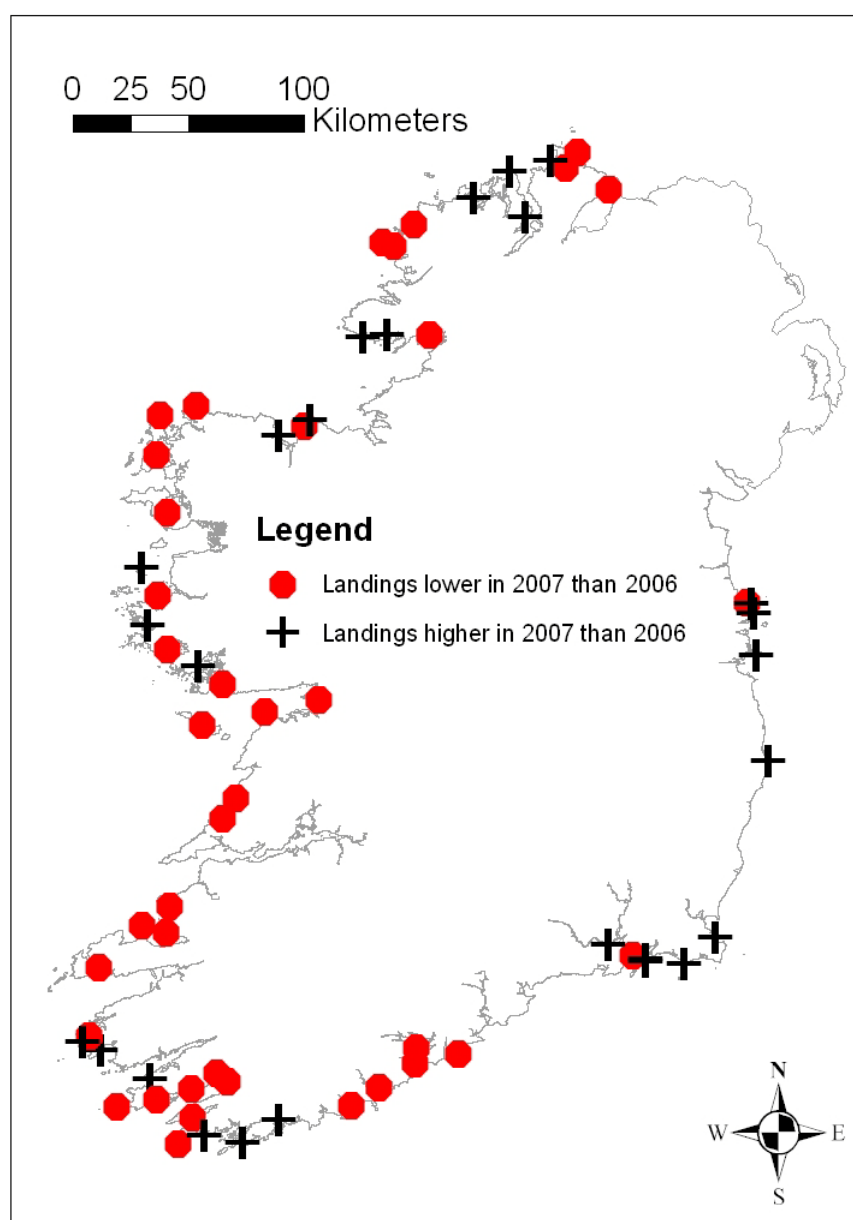 0 25 50 100
Kilometers
Legend
Landings lower in 2007 than 2006
Landings higher in 2007 than 2006
N
W E
S